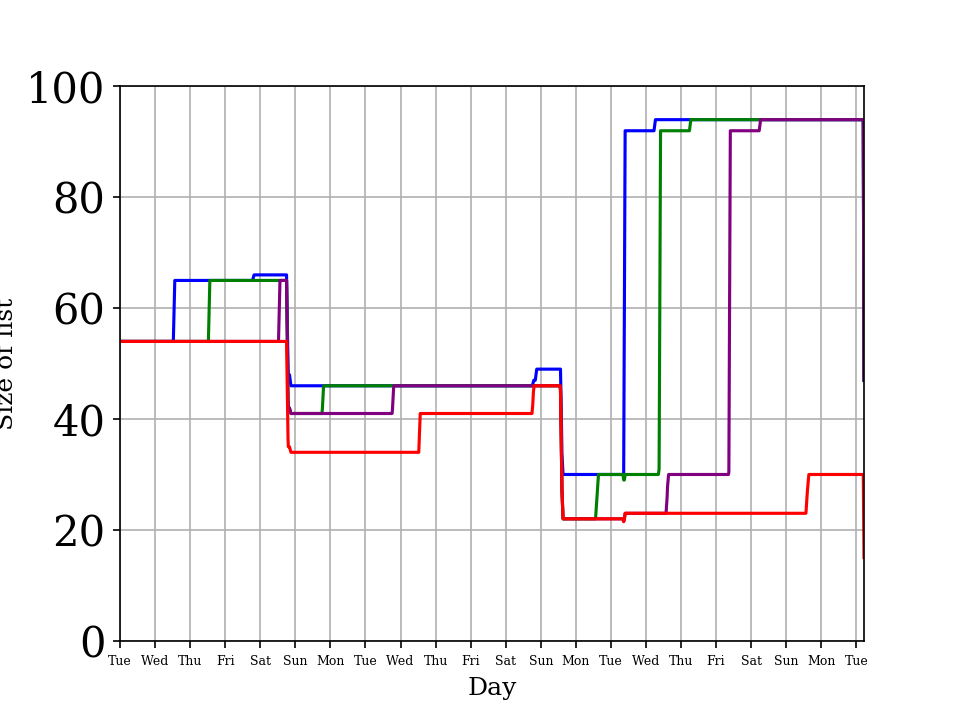 100
80
60
40
20
0
Size of list
Tue Wed Thu Fri Sat Sun Mon Tue Wed Thu Fri Sat Sun Mon Tue Wed Thu Fri Sat Sun Mon Tue
Day